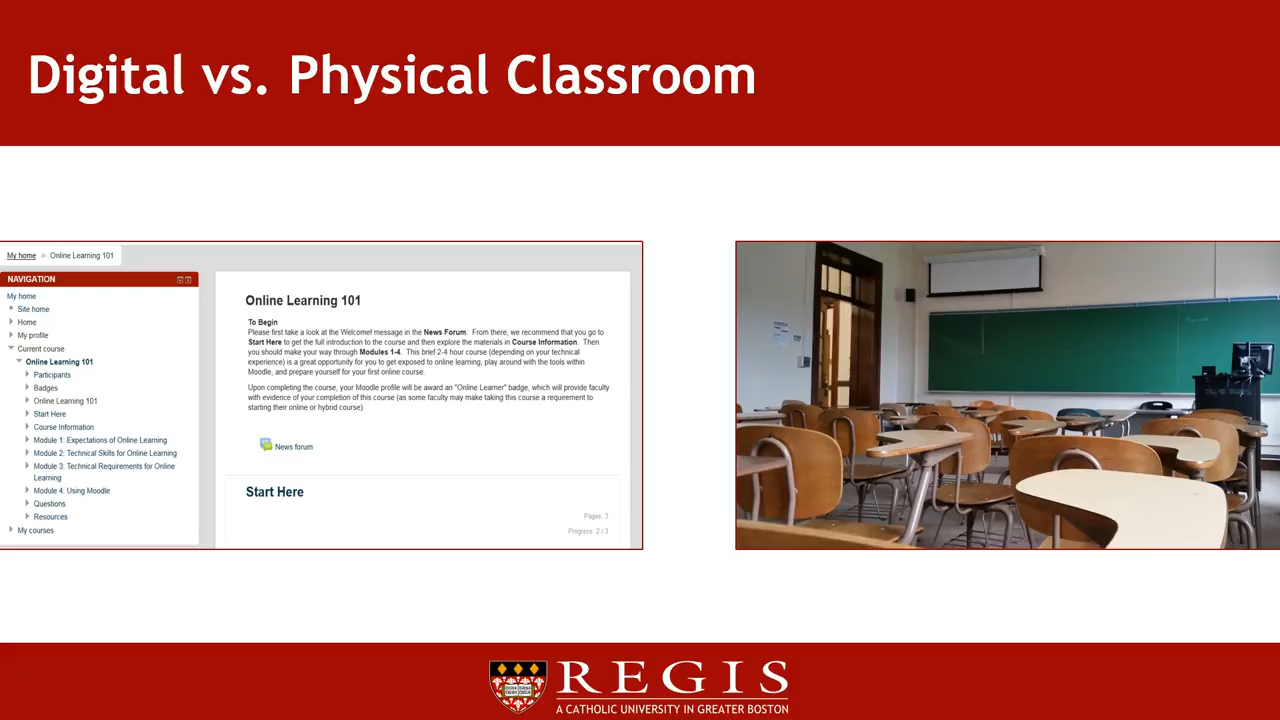 Digital vs. Physical Classroom
My home Online Learning 101
NAVIGATION
My home
Site home
Home
My profile
Current course
Online Learning 101
Participants
Badges
Online Learning 101
Start Here
Course Information
Module 1: Expectations of Online Learning
Module 2: Technical Skills for Online Learning
Module 3: Technical Requirements for Online
Learning
Module 4: Using Moodle
Questions
Resources
My courses
Online Learning 101
To Begin
Please first take a look at the Welcome! message in the News Forum. From there, we recommend that you go to
Start Here to get the full introduction to the course and then explore the materials in Course Information. Then
you should make your way through Modules 1-4. This brief 2-4 hour course (depending on your technical
experience) is a great opportunity for you to get exposed to online learning, play around with the tools within
Moodle, and prepare yourself for your first online course.
Upon completing the course, your Moodle profile will be award an "Online Learner" badge, which will provide faculty
with evidence of your completion of this course (as some faculty may make taking this course a requirement to
starting their online or hybrid course)
News forum
Start Here
Pages: 3
Progress: 2 / 3
REGIS
A CATHOLIC UNIVERSITY IN GREATER BOSTON